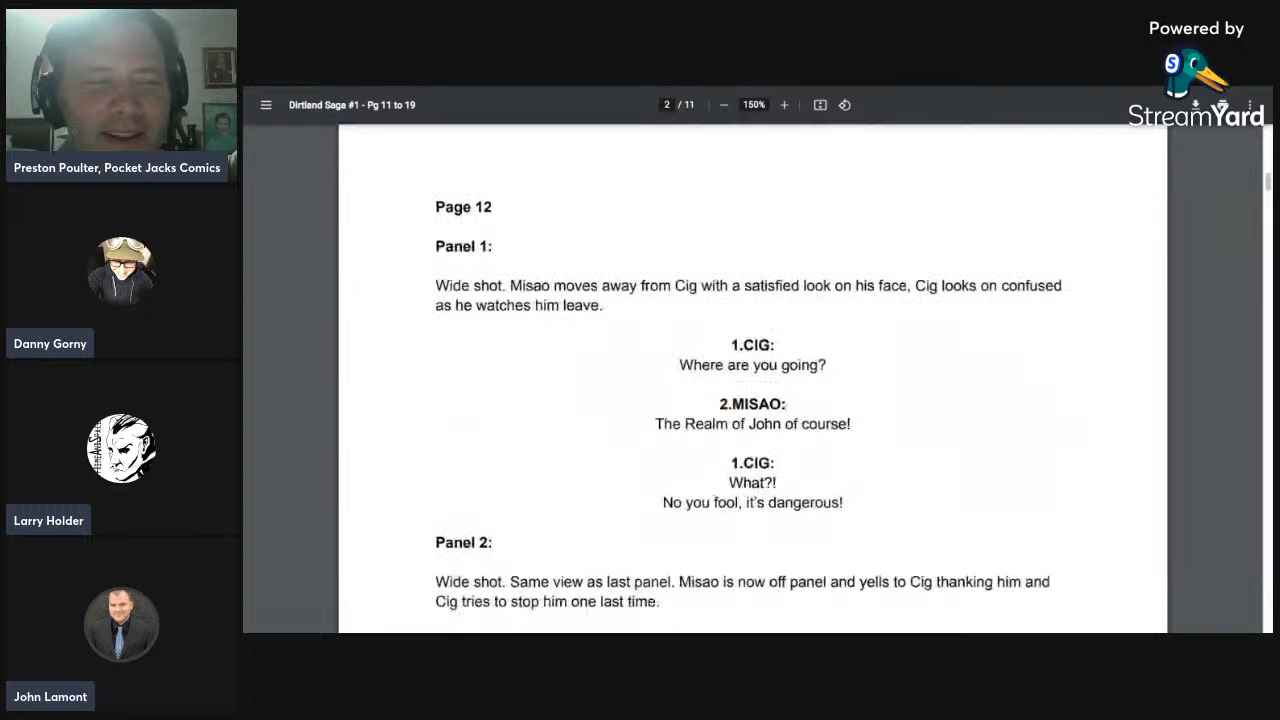 Powered by
StreamYard
Dirtland Saga #1 - Pg 11 to 19
2 / 11
150%
Page 12
Panel 1:
Wide shot. Misao moves away from Cig with a satisfied look on his face, Cig looks on confused
as he watches him leave.
1.CIG:
Where are you going?
2.MISAO:
The Realm of John of course!
1.CIG:
What?!
No you fool, it's dangerous!
Panel 2:
Wide shot. Same view as last panel. Misao is now off panel and yells to Cig thanking him and
Cig tries to stop him one last time.
Preston Poulter, Pocket Jacks Comics
Danny Gorny
Larry Holder
John Lamont